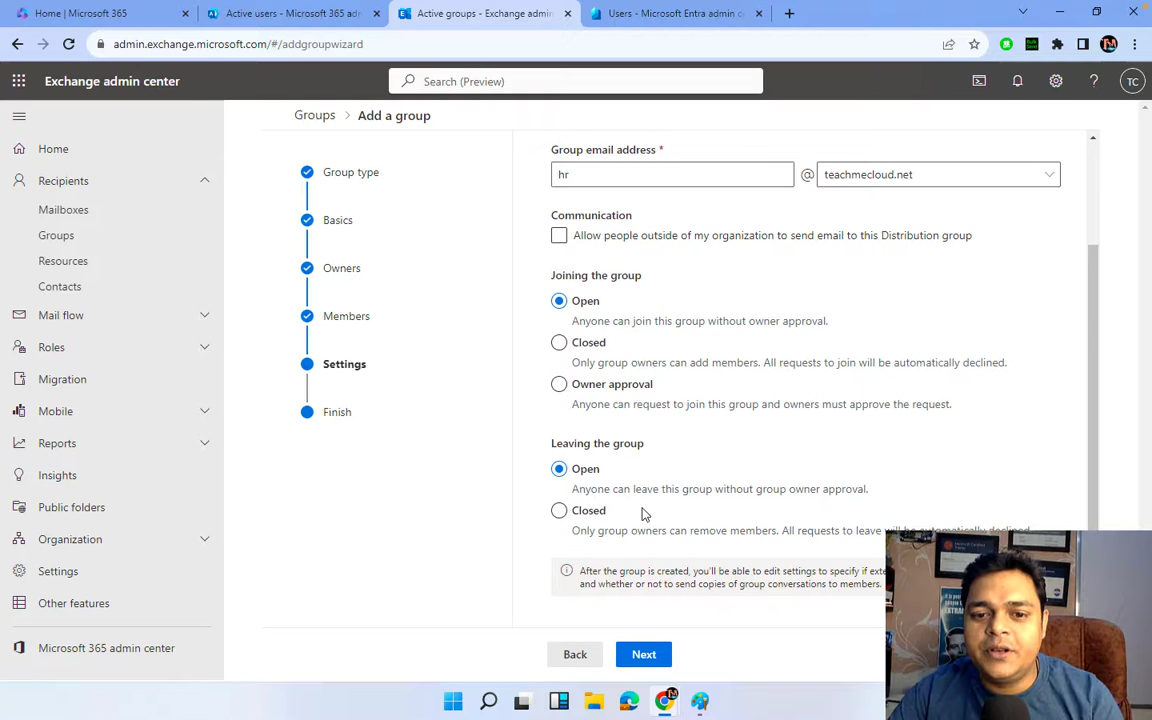 Home | Microsoft 365
Active users - Microsoft 365 adm
Active groups - Exchange admin
Users - Microsoft Entra admin ce
admin.exchange.microsoft.com/#/addgroupwizard
Exchange admin center
Search (Preview)
TC
Groups > Add a group
Home
Recipients
Mailboxes
Groups
Resources
Contacts
Mail flow
Roles
Migration
Mobile
Reports
Insights
Public folders
Organization
Settings
Other features
Microsoft 365 admin center
Group type
Basics
Owners
Members
Settings
Finish
Group email address *
hr @ teachmecloud.net
Communication
Allow people outside of my organization to send email to this Distribution group
Joining the group
Open
Anyone can join this group without owner approval.
Closed
Only group owners can add members. All requests to join will be automatically declined.
Owner approval
Anyone can request to join this group and owners must approve the request.
Leaving the group
Open
Anyone can leave this group without group owner approval.
Closed
Only group owners can remove members. All requests to leave will be automatically declined.
After the group is created, you'll be able to edit settings to specify if exte
and whether or not to send copies of group conversations to members.
Back
Next